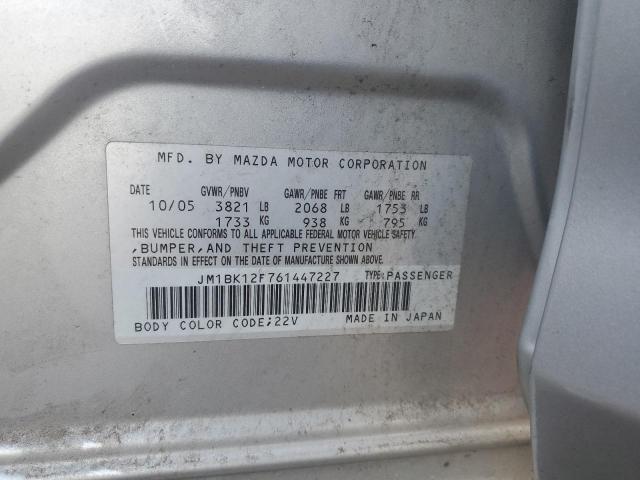 MFD. BY MAZDA MOTOR CORPORATION
DATE GVWR/PNBV GAWR/PNBE FRT GAWR/PNBE RR
10/05 3821 LB 2068 LB 1753 LB
1733 KG 938 KG 795 KG
THIS VEHICLE CONFORMS TO ALL APPLICABLE FEDERAL MOTOR VEHICLE SAFETY
,BUMPER,AND THEFT PREVENTION
STANDARDS IN EFFECT ON THE DATE OF MANUFACTURE SHOWN ABOVE.
JM1BK12F761447227 TYPE:PASSENGER
BODY COLOR CODE;22V MADE IN JAPAN